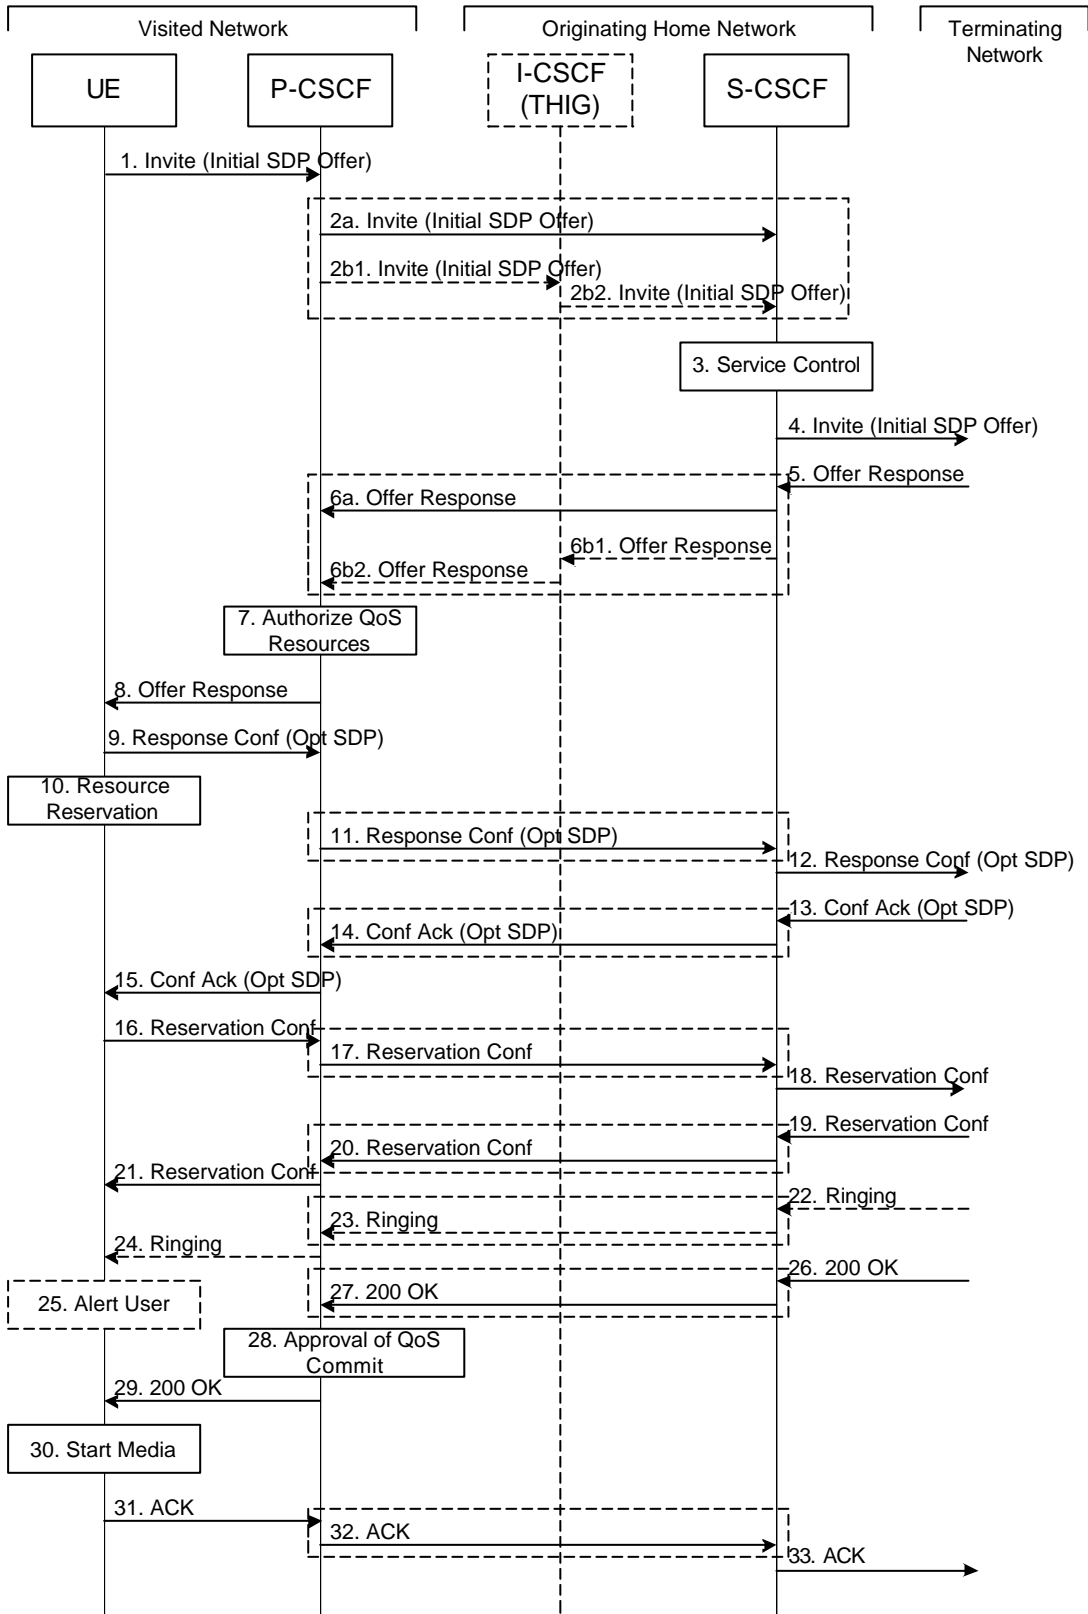 Visited Network
Originating Home Network
Terminating
Network
UE
P-CSCF
I-CSCF
(THIG)
S-CSCF
1. Invite (Initial SDP Offer)
2a. Invite (Initial SDP Offer)
2b1. Invite (Initial SDP Offer)
2b2. Invite (Initial SDP Offer)
3. Service Control
4. Invite (Initial SDP Offer)
5. Offer Response
6a. Offer Response
6b1. Offer Response
6b2. Offer Response
7. Authorize QoS
Resources
8. Offer Response
9. Response Conf (Opt SDP)
10. Resource
Reservation
11. Response Conf (Opt SDP)
12. Response Conf (Opt SDP)
13. Conf Ack (Opt SDP)
14. Conf Ack (Opt SDP)
15. Conf Ack (Opt SDP)
16. Reservation Conf
17. Reservation Conf
18. Reservation Conf
19. Reservation Conf
20. Reservation Conf
21. Reservation Conf
22. Ringing
23. Ringing
24. Ringing
26. 200 OK
25. Alert User
27. 200 OK
28. Approval of QoS
Commit
29. 200 OK
30. Start Media
31. ACK
32. ACK
33. ACK